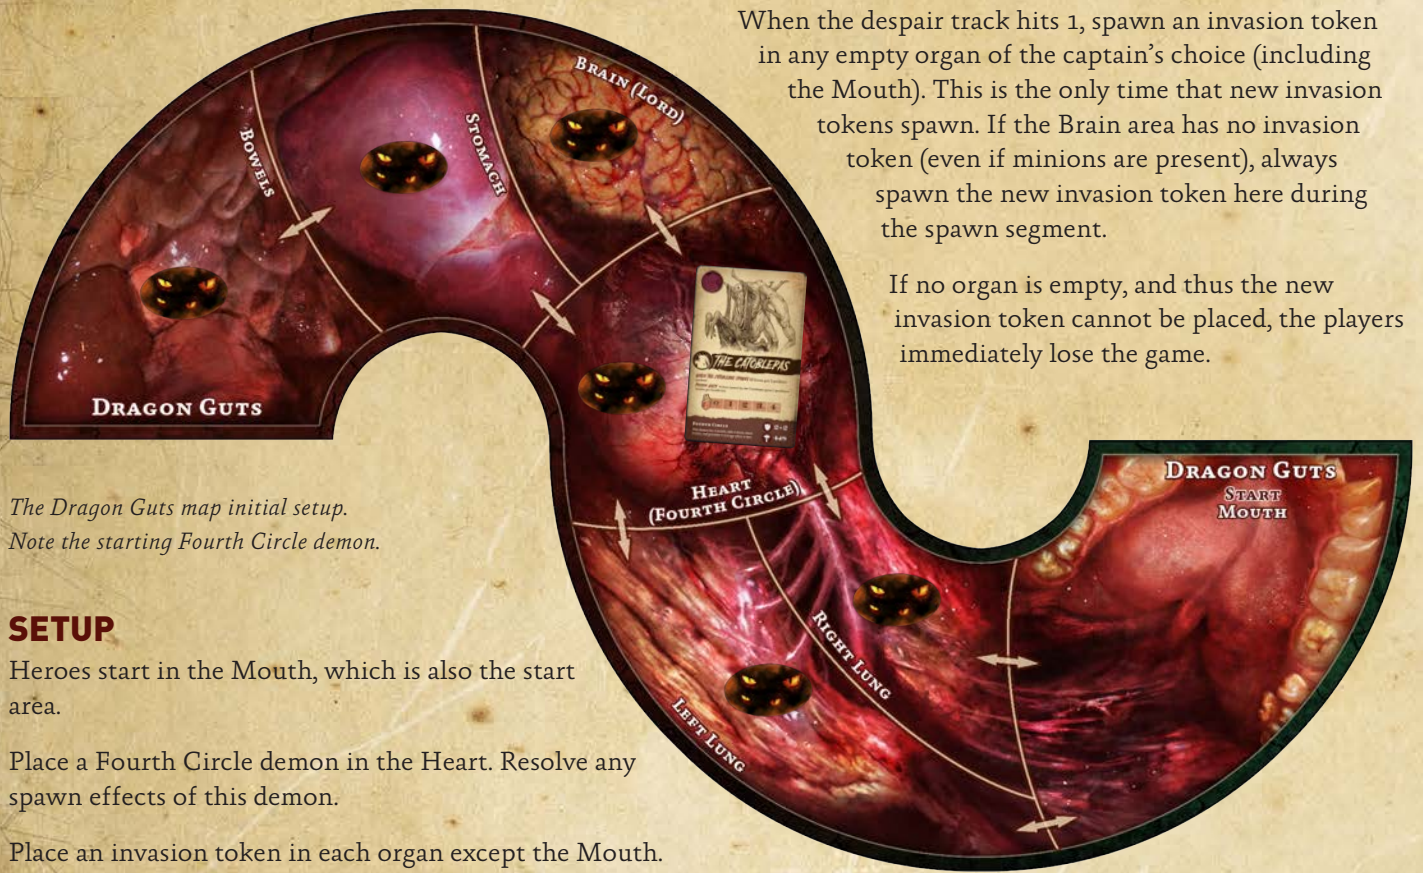 When the despair track hits 1, spawn an invasion token
in any empty organ of the captain’s choice (including
the Mouth). This is the only time that new invasion
tokens spawn. If the Brain area has no invasion
token (even if minions are present), always
spawn the new invasion token here during
the spawn segment.
If no organ is empty, and thus the new
invasion token cannot be placed, the players
immediately lose the game.
Bowels
Stomach
Brain (Lord)
Dragon Guts
The Catoblepas
Heart
(Fourth Circle)
Right Lung
Left Lung
Dragon Guts
Start
Mouth
The Dragon Guts map initial setup.
Note the starting Fourth Circle demon.
SETUP
Heroes start in the Mouth, which is also the start
area.
Place a Fourth Circle demon in the Heart. Resolve any
spawn effects of this demon.
Place an invasion token in each organ except the Mouth.